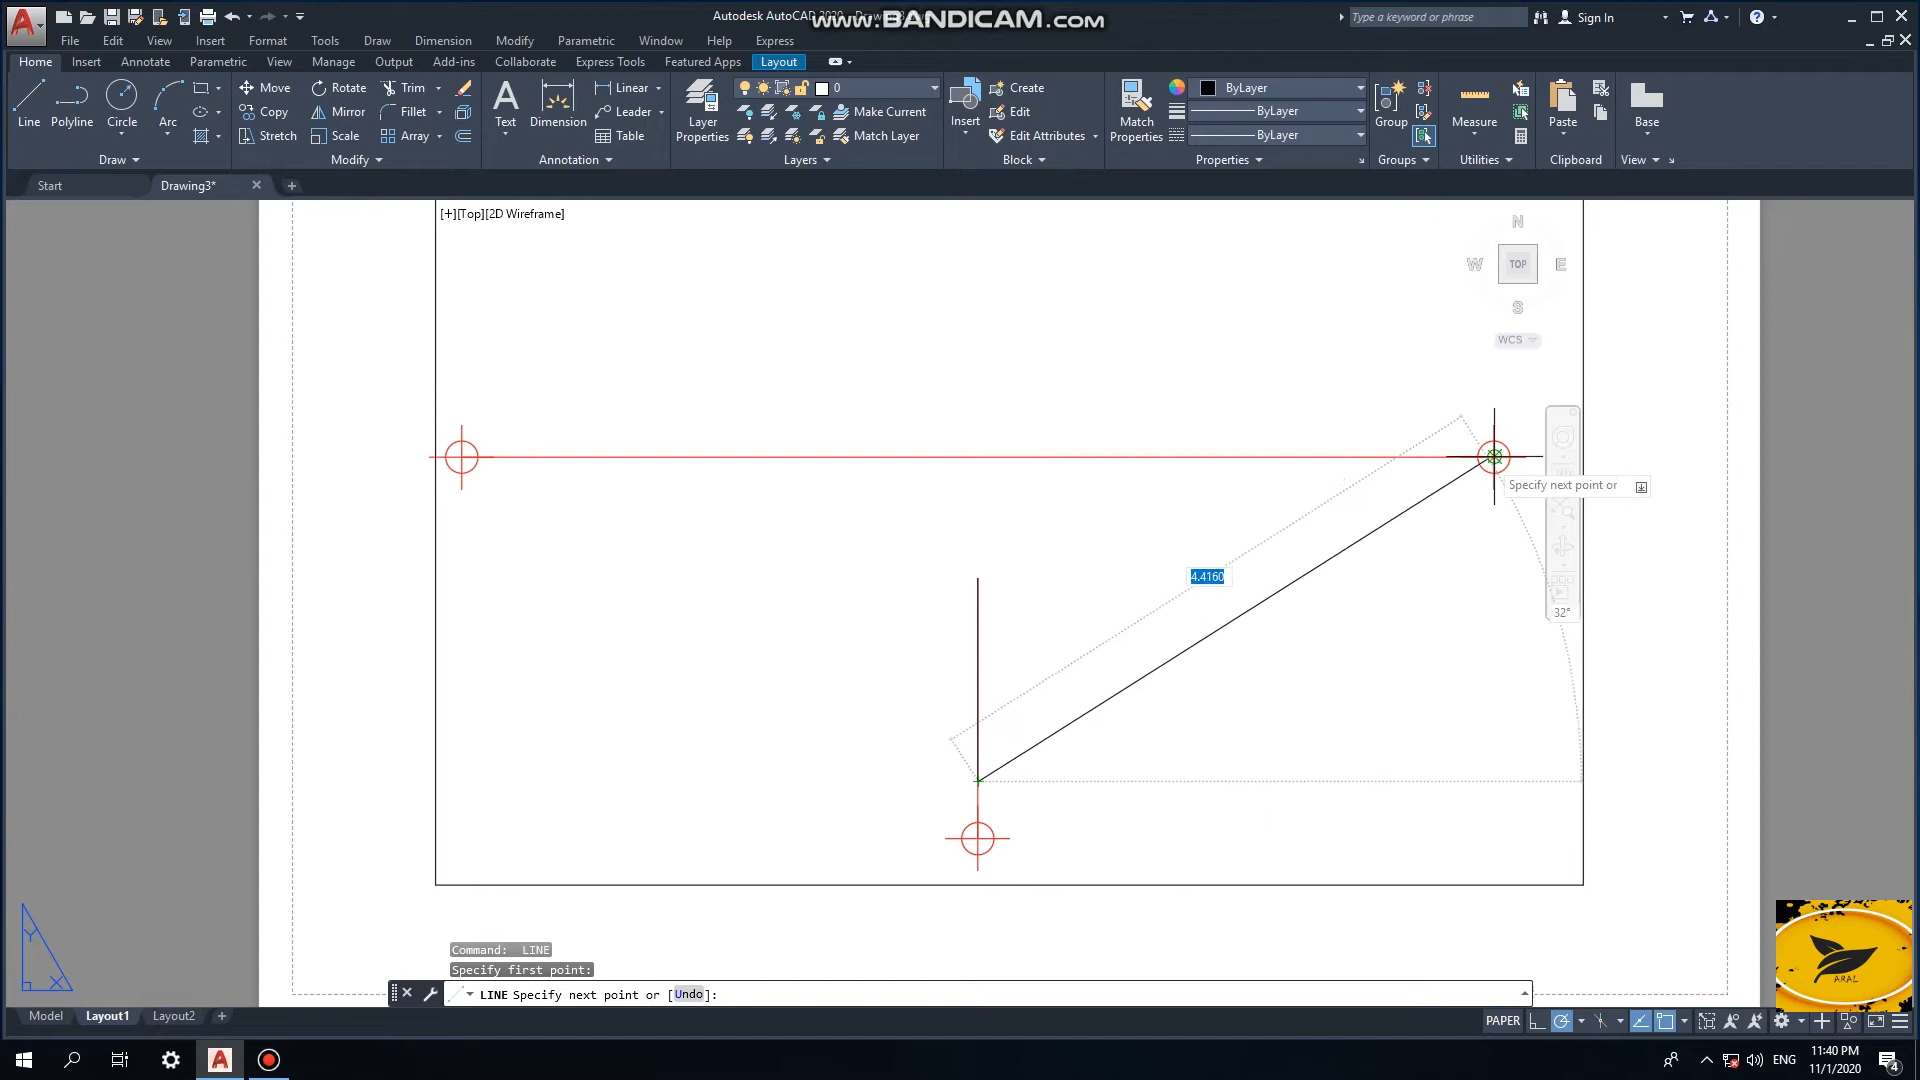 Autodesk AutoCAD 2020 Drawing3.dwg
www.BANDICAM.com
Type a keyword or phrase
Sign In
File Edit View Insert Format Tools Draw Dimension Modify Parametric Window Help Express
Home Insert Annotate Parametric View Manage Output Add-ins Collaborate Express Tools Featured Apps Layout
Line Polyline Circle Arc
Move Rotate Trim
Copy Mirror Fillet
Stretch Scale Array
Text Dimension
Linear
Leader
Table
Layer Properties
0
Make Current
Match Layer
Insert
Create
Edit
Edit Attributes
Match Properties
ByLayer
ByLayer
ByLayer
Group
Measure
Paste
Base
Draw Modify Annotation Layers Block Properties Groups Utilities Clipboard View
Start Drawing3*
[+][Top][2D Wireframe]
N
W TOP E
S
WCS
Specify next point or
4.4160
32°
Y
X
ARAL
Command: LINE
Specify first point:
LINE Specify next point or [Undo]:
Model Layout1 Layout2
PAPER
ENG
11:40 PM
11/1/2020
4